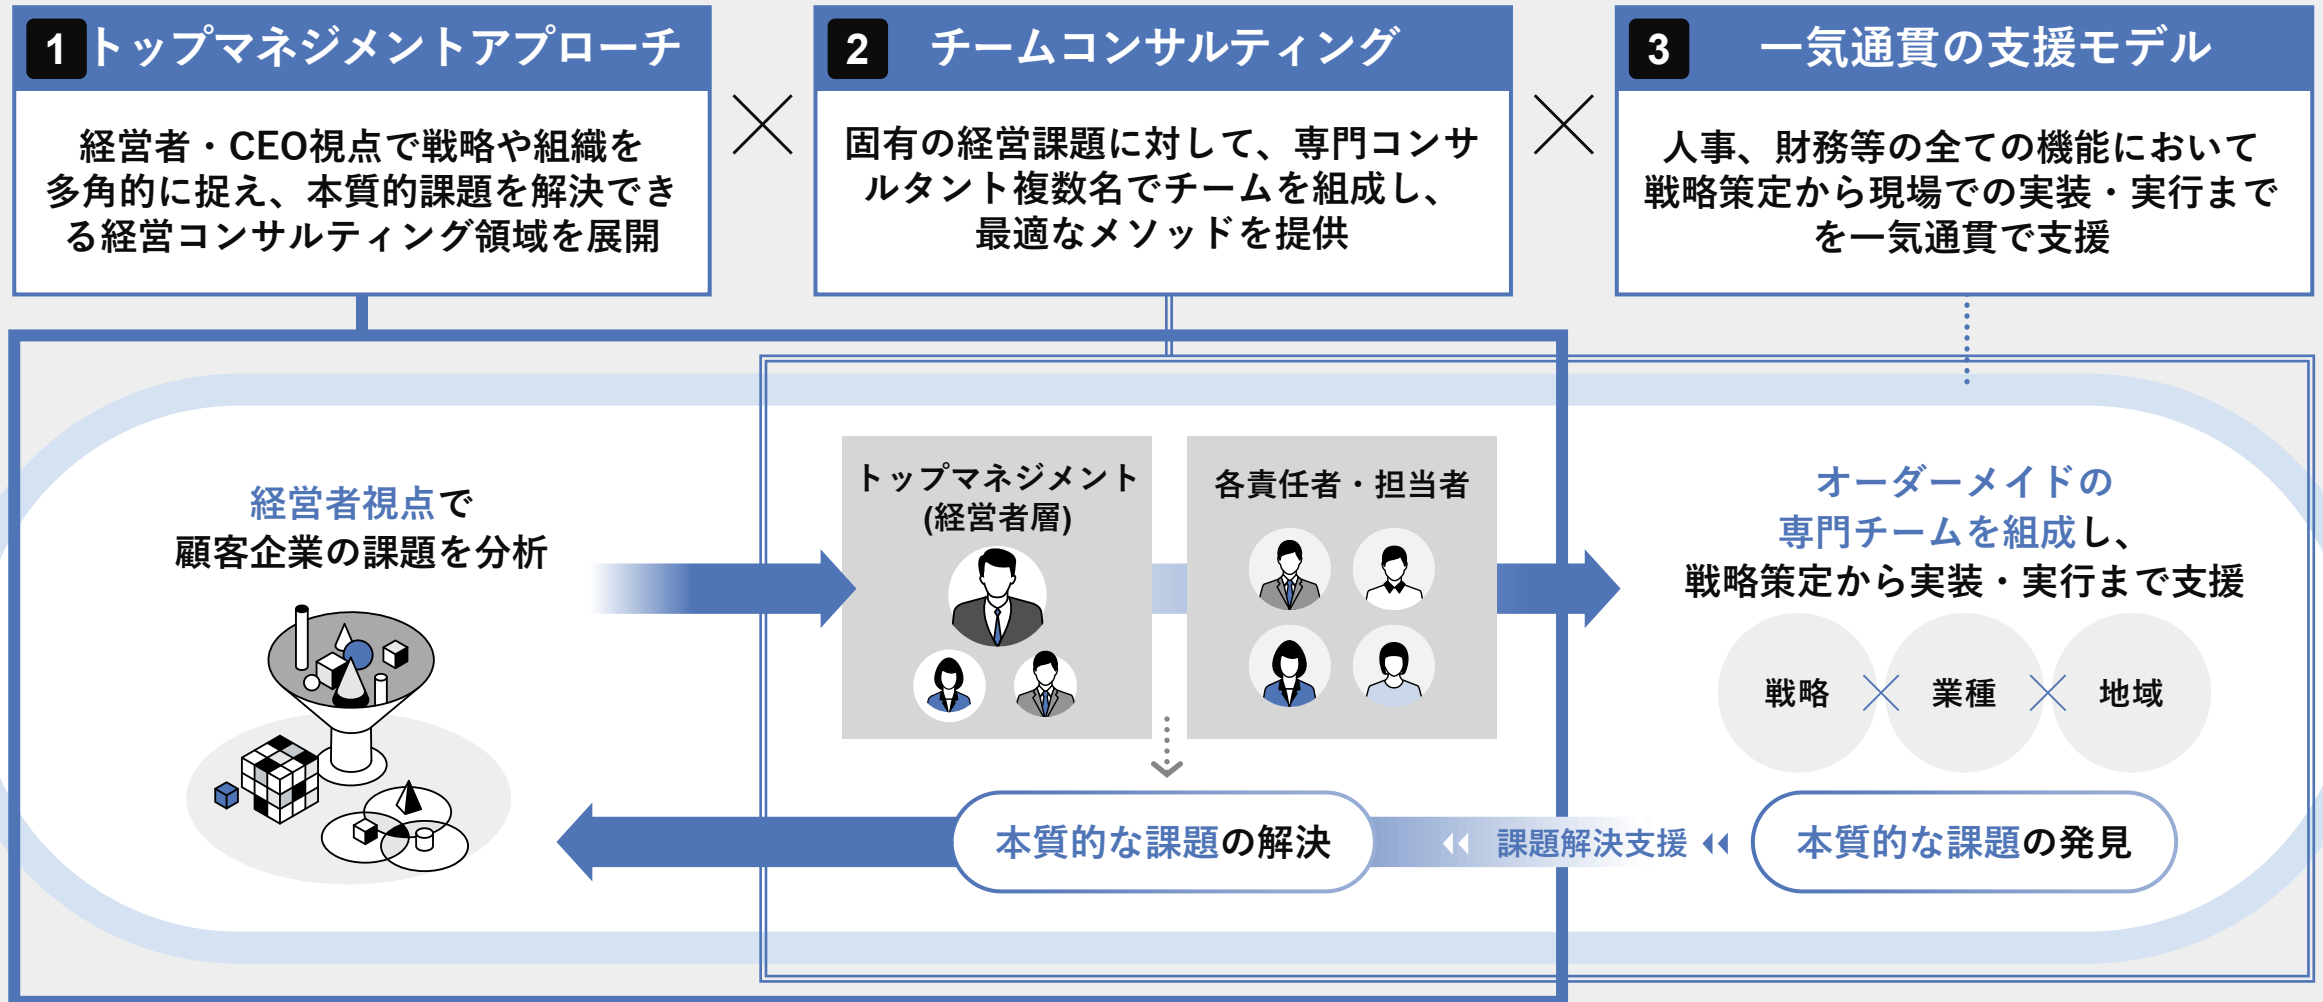 1 トップマネジメントアプローチ
経営者・CEO視点で戦略や組織を
多角的に捉え、本質的課題を解決でき
る経営コンサルティング領域を展開
2 チームコンサルティング
固有の経営課題に対して、専門コンサ
ルタント複数名でチームを組成し、
最適なメソッドを提供
3 一気通貫の支援モデル
人事、財務等の全ての機能において
戦略策定から現場での実装・実行まで
を一気通貫で支援
経営者視点で
顧客企業の課題を分析
トップマネジメント
(経営者層)
各責任者・担当者
オーダーメイドの
専門チームを組成し、
戦略策定から実装・実行まで支援
戦略
業種
地域
本質的な課題の解決
課題解決支援
本質的な課題の発見